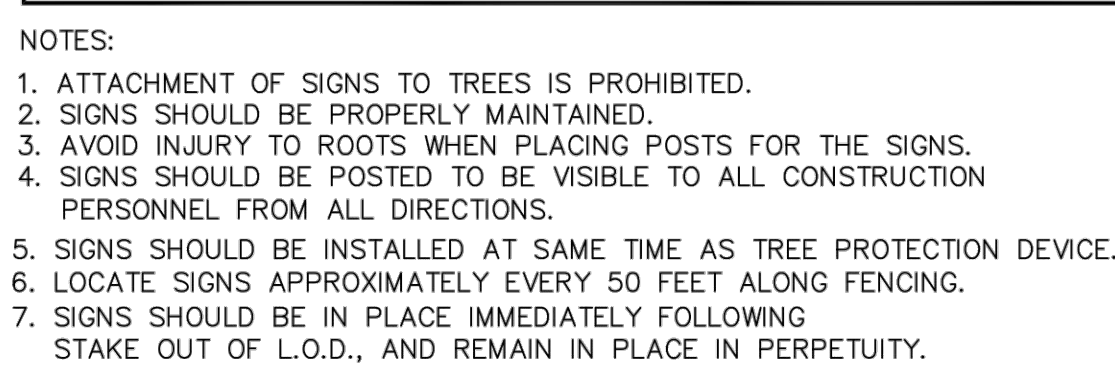 NOTES:
1. ATTACHMENT OF SIGNS TO TREES IS PROHIBITED.
2. SIGNS SHOULD BE PROPERLY MAINTAINED.
3. AVOID INJURY TO ROOTS WHEN PLACING POSTS FOR THE SIGNS.
4. SIGNS SHOULD BE POSTED TO BE VISIBLE TO ALL CONSTRUCTION
PERSONNEL FROM ALL DIRECTIONS.
5. SIGNS SHOULD BE INSTALLED AT SAME TIME AS TREE PROTECTION DEVICE.
6. LOCATE SIGNS APPROXIMATELY EVERY 50 FEET ALONG FENCING.
7. SIGNS SHOULD BE IN PLACE IMMEDIATELY FOLLOWING
STAKE OUT OF L.O.D., AND REMAIN IN PLACE IN PERPETUITY.